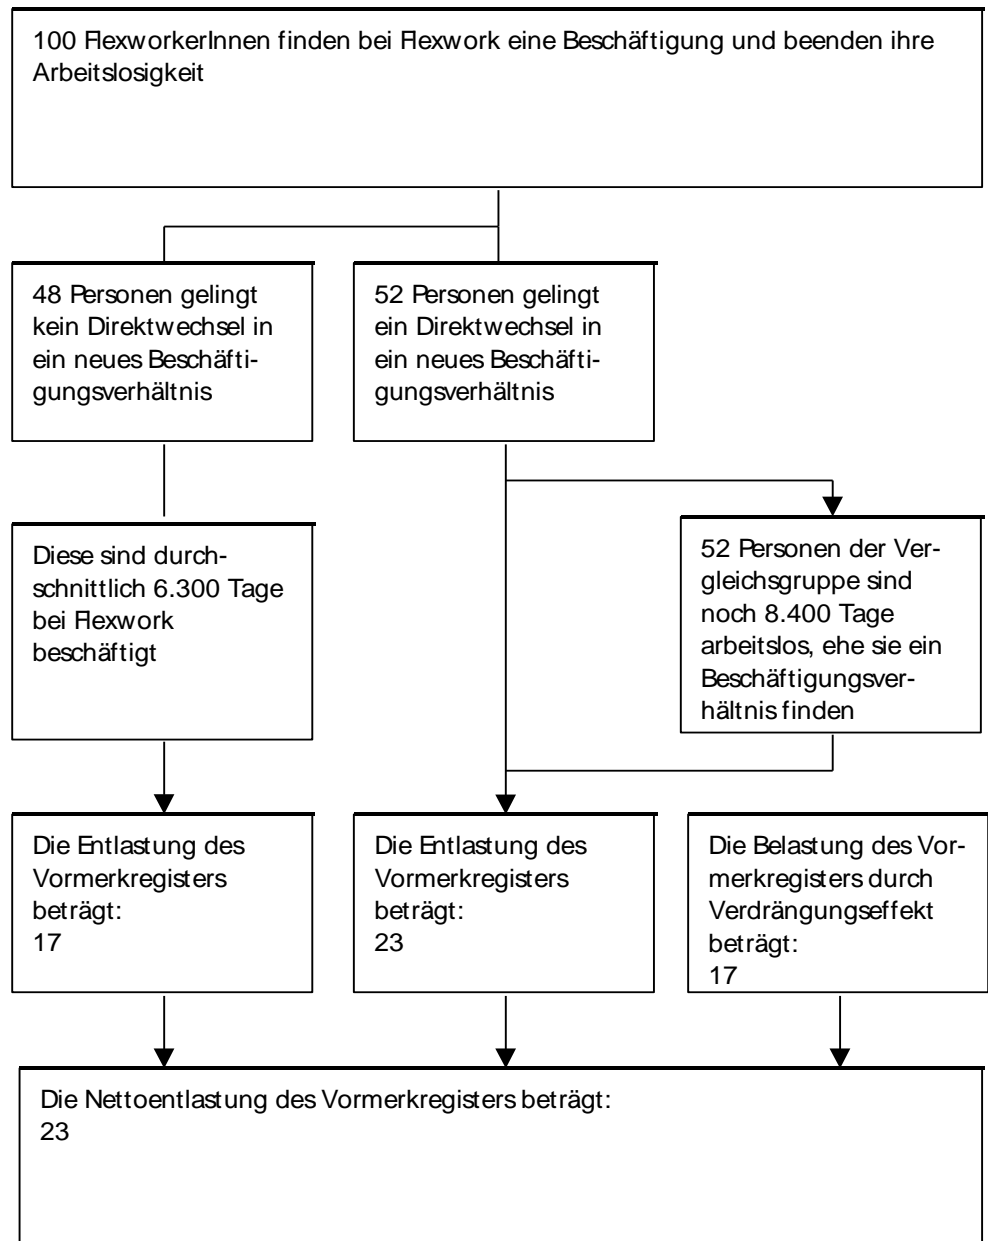 100 FlexworkerInnen finden bei Flexwork eine Beschäftigung und beenden ihre
Arbeitslosigkeit
48 Personen gelingt
kein Direktwechsel in
ein neues Beschäfti-
gungsverhältnis
52 Personen gelingt
ein Direktwechsel in
ein neues Beschäfti-
gungsverhältnis
Diese sind durch-
schnittlich 6.300 Tage
bei Flexwork
beschäftigt
52 Personen der Ver-
gleichsgruppe sind
noch 8.400 Tage
arbeitslos, ehe sie ein
Beschäftigungsver-
hältnis finden
Die Entlastung des
Vormerkregisters
beträgt:
17
Die Entlastung des
Vormerkregisters
beträgt:
23
Die Belastung des Vor-
merkregisters durch
Verdrängungseffekt
beträgt:
17
Die Nettoentlastung des Vormerkregisters beträgt:
23